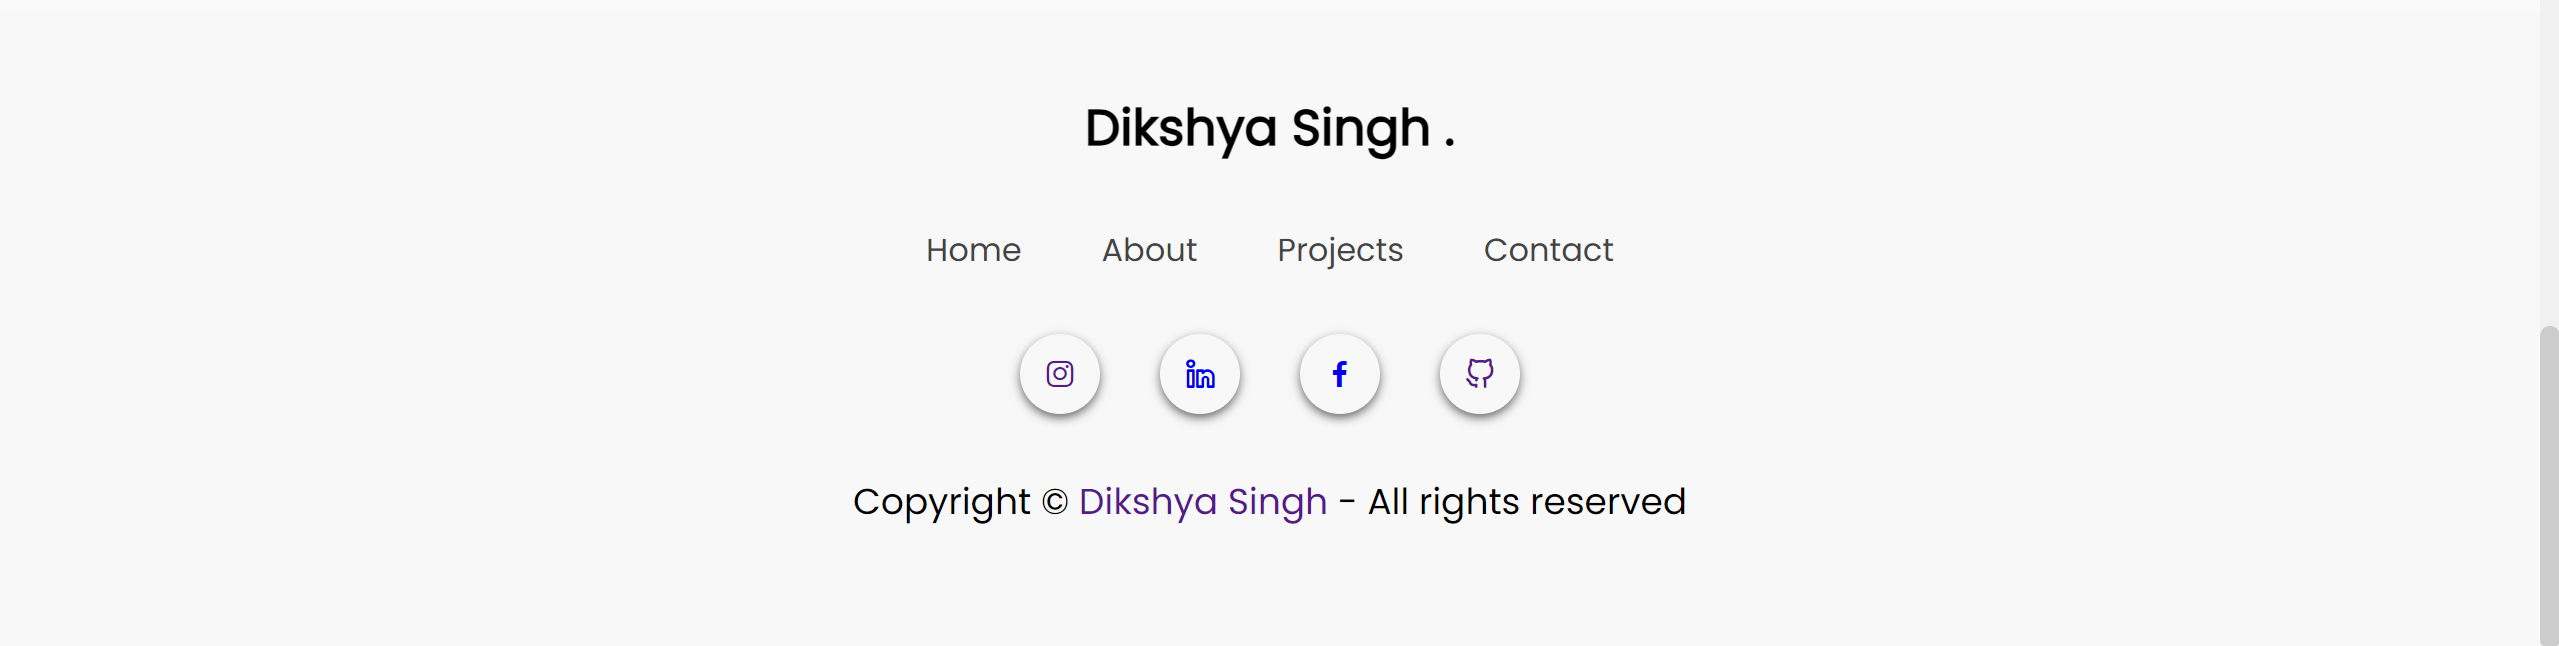 Dikshya Singh .
Home About Projects Contact
Copyright © Dikshya Singh - All rights reserved